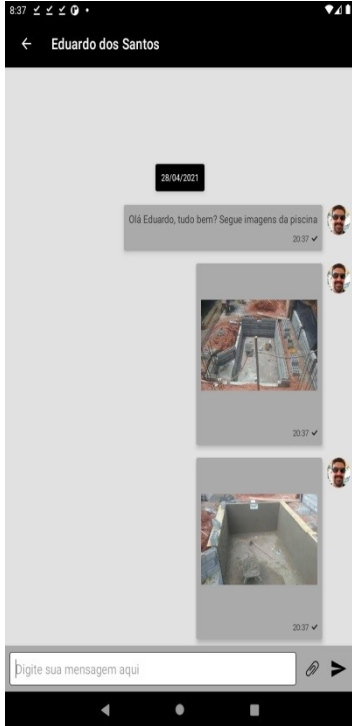 8:37
Eduardo dos Santos
28/04/2021
Olá Eduardo, tudo bem? Segue imagens da piscina
20:37
20:37
20:37
Digite sua mensagem aqui